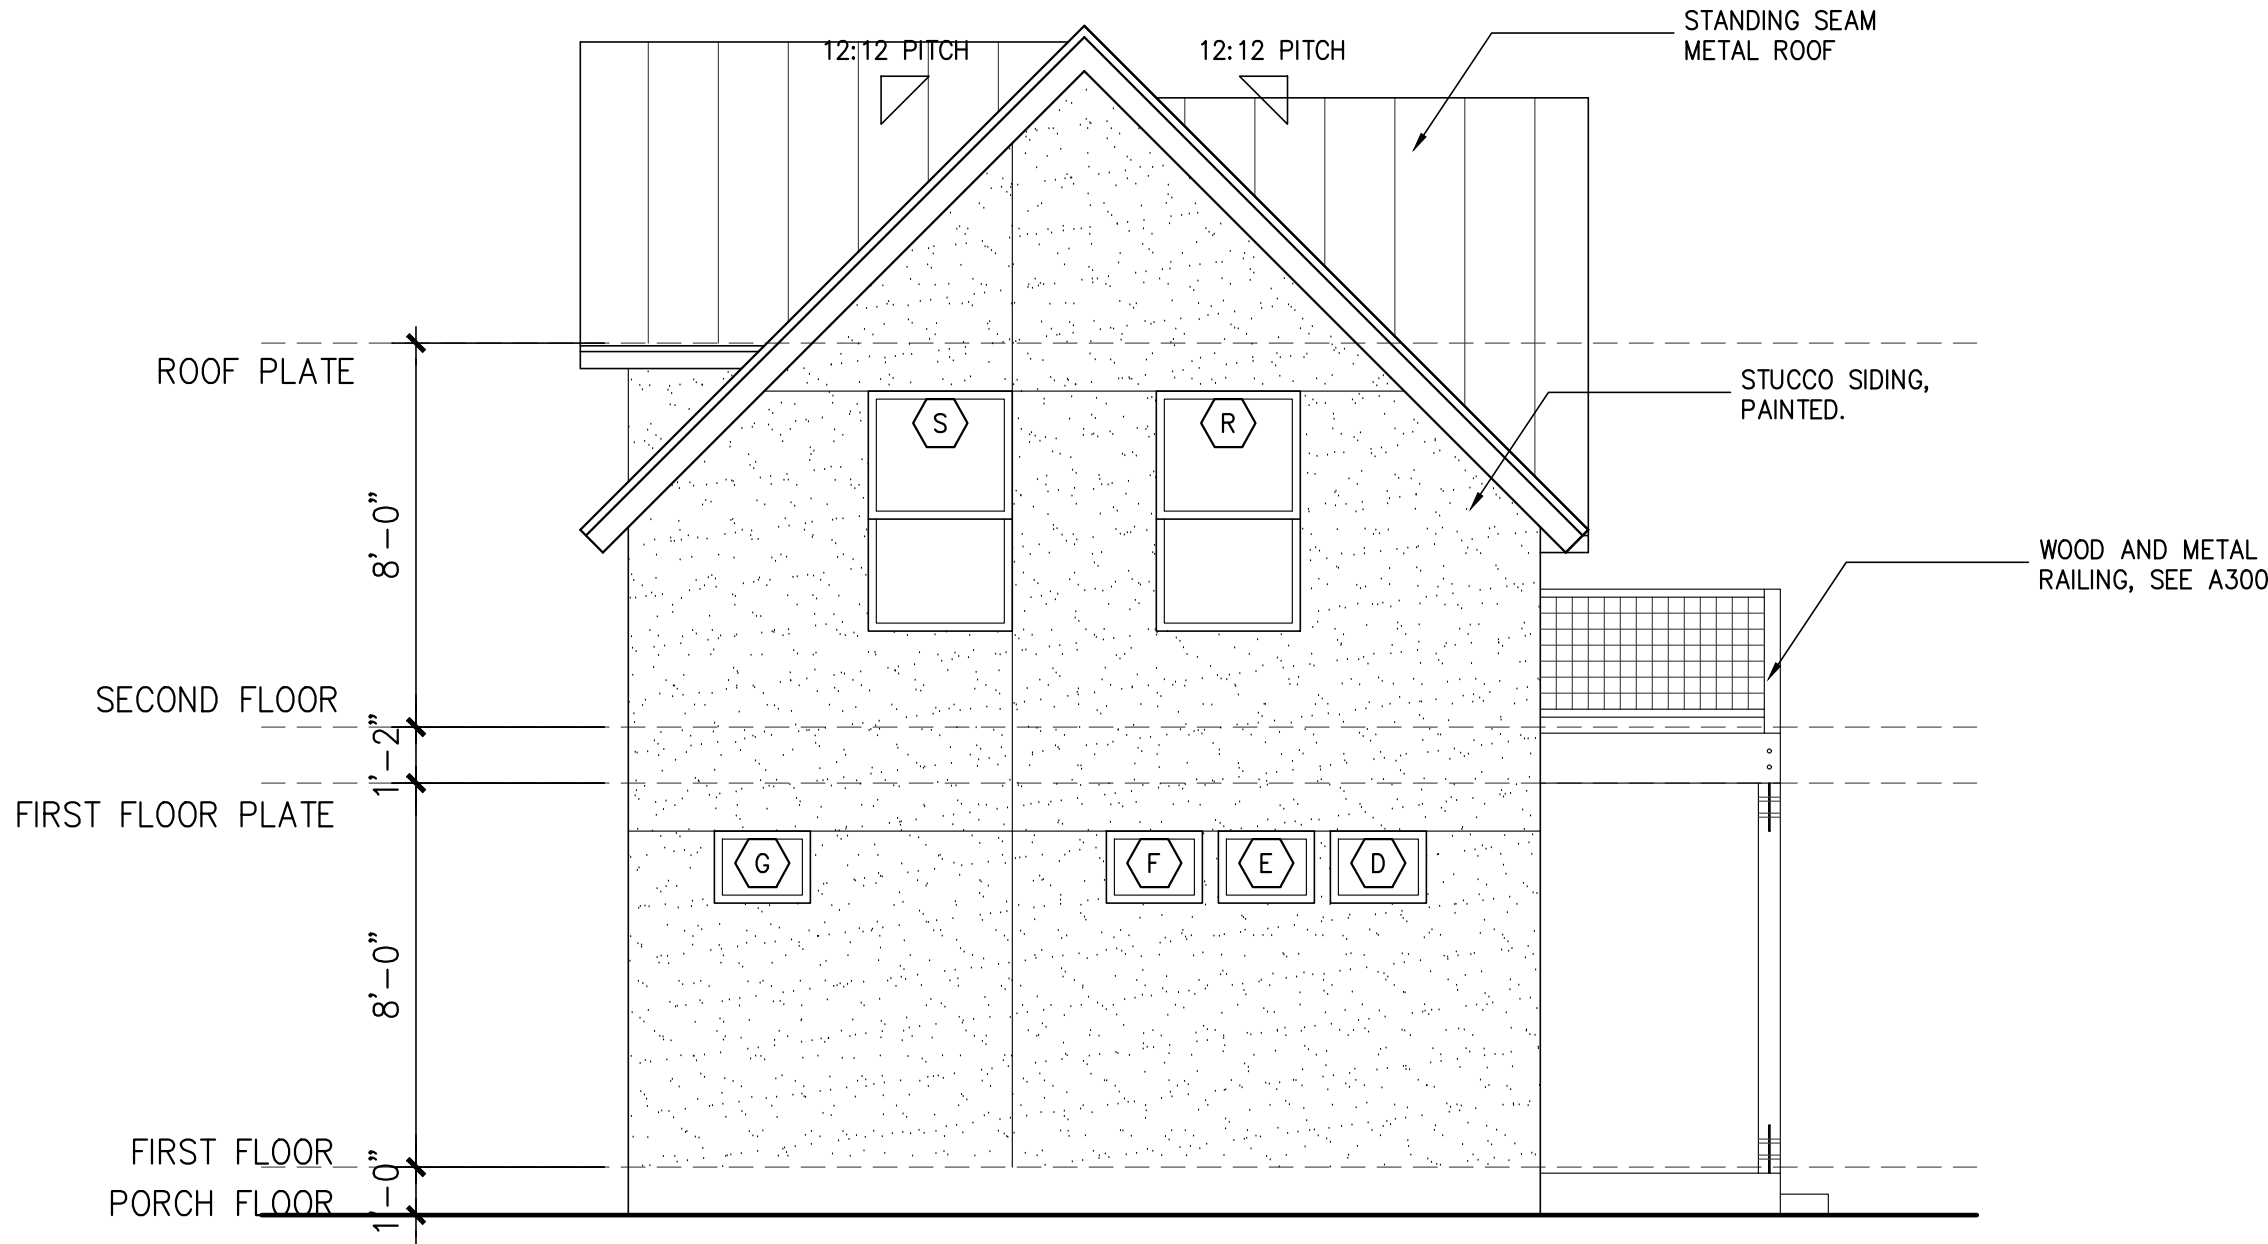 STANDING SEAM
METAL ROOF
12:12 PITCH
12:12 PITCH
ROOF PLATE
STUCCO SIDING,
PAINTED.
S
R
8'-0"
WOOD AND METAL
RAILING, SEE A300
SECOND FLOOR
1'-2"
FIRST FLOOR PLATE
G
F
E
D
8'-0"
FIRST FLOOR
1'-0"
PORCH FLOOR